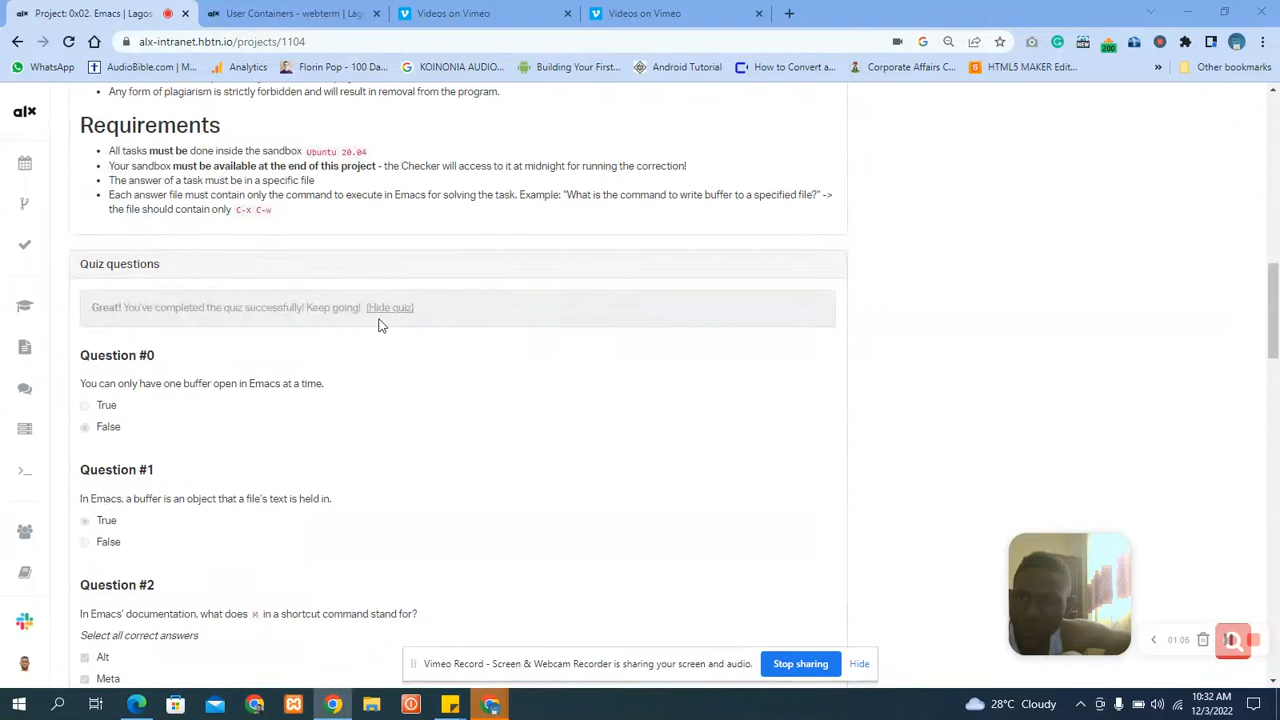 Project: 0x02. Emacs | Lagos
User Containers - webterm | Lag
Videos on Vimeo
Videos on Vimeo
alx-intranet.hbtn.io/projects/1104
200
WhatsApp
AudioBible.com | M...
Analytics
Florin Pop - 100 Da...
KOINONIA AUDIO...
Building Your First...
Android Tutorial
How to Convert a...
Corporate Affairs C...
HTML5 MAKER Edit...
»
Other bookmarks
alx
Any form of plagiarism is strictly forbidden and will result in removal from the program.
Requirements
All tasks must be done inside the sandbox Ubuntu 20.04
Your sandbox must be available at the end of this project - the Checker will access to it at midnight for running the correction!
The answer of a task must be in a specific file
Each answer file must contain only the command to execute in Emacs for solving the task. Example: "What is the command to write buffer to a specified file?" ->
the file should contain only C-x C-w
Quiz questions
Great! You've completed the quiz successfully! Keep going! (Hide quiz)
Question #0
You can only have one buffer open in Emacs at a time.
True
False
Question #1
In Emacs, a buffer is an object that a file's text is held in.
True
False
Question #2
In Emacs' documentation, what does M in a shortcut command stand for?
Select all correct answers
Alt
Meta
Vimeo Record - Screen & Webcam Recorder is sharing your screen and audio.
Stop sharing
Hide
01:05
28°C Cloudy
10:32 AM
12/3/2022